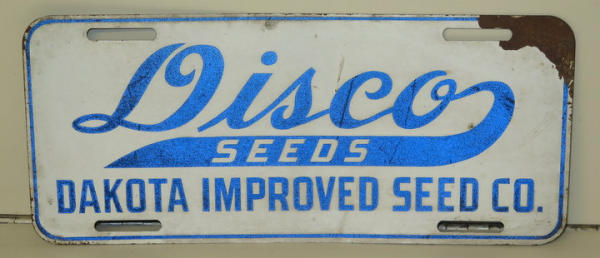 Disco
SEEDS
DAKOTA IMPROVED SEED CO.